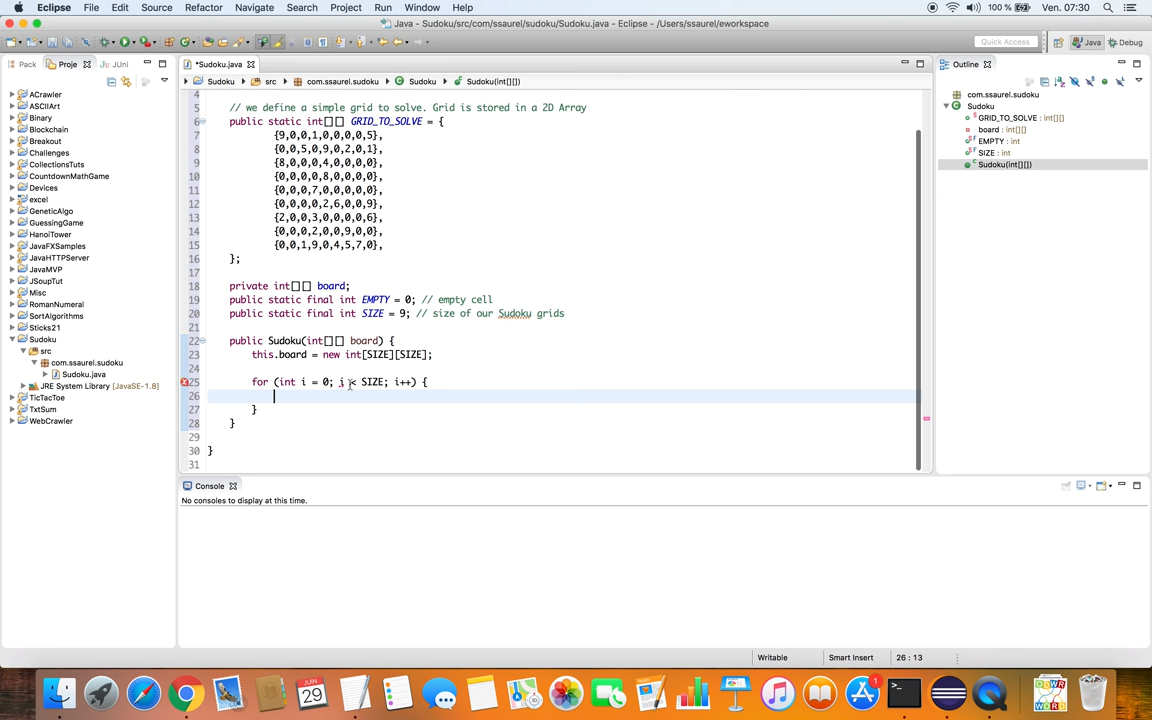 Eclipse File Edit Source Refactor Navigate Search Project Run Window Help 100 % Ven. 07:30
Java - Sudoku/src/com/ssaurel/sudoku/Sudoku.java - Eclipse - /Users/ssaurel/eworkspace
Quick Access Java Debug
Pack Proje JUni
*Sudoku.java
Outline
Sudoku src com.ssaurel.sudoku Sudoku Sudoku(int[][])
ACrawler
ASCIIArt
Binary
Blockchain
Breakout
Challenges
CollectionsTuts
CountdownMathGame
Devices
excel
GeneticAlgo
GuessingGame
HanoiTower
JavaFXSamples
JavaHTTPServer
JavaMVP
JSoupTut
Misc
RomanNumeral
SortAlgorithms
Sticks21
Sudoku
src
com.ssaurel.sudoku
Sudoku.java
JRE System Library [JavaSE-1.8]
TicTacToe
TxtSum
WebCrawler
4
5 // we define a simple grid to solve. Grid is stored in a 2D Array
6 public static int[][] GRID_TO_SOLVE = {
7 {9,0,0,1,0,0,0,0,5},
8 {0,0,5,0,9,0,2,0,1},
9 {8,0,0,0,4,0,0,0,0},
10 {0,0,0,0,8,0,0,0,0},
11 {0,0,0,7,0,0,0,0,0},
12 {0,0,0,0,2,6,0,0,9},
13 {2,0,0,3,0,0,0,0,6},
14 {0,0,0,2,0,0,9,0,0},
15 {0,0,1,9,0,4,5,7,0},
16 };
17
18 private int[][] board;
19 public static final int EMPTY = 0; // empty cell
20 public static final int SIZE = 9; // size of our Sudoku grids
21
22 public Sudoku(int[][] board) {
23 this.board = new int[SIZE][SIZE];
24
25 for (int i = 0; i < SIZE; i++) {
26
27 }
28 }
29
30 }
31
com.ssaurel.sudoku
Sudoku
GRID_TO_SOLVE : int[][]
board : int[][]
EMPTY : int
SIZE : int
Sudoku(int[][])
Console
No consoles to display at this time.
Writable Smart Insert 26 : 13
JUIN
29
1